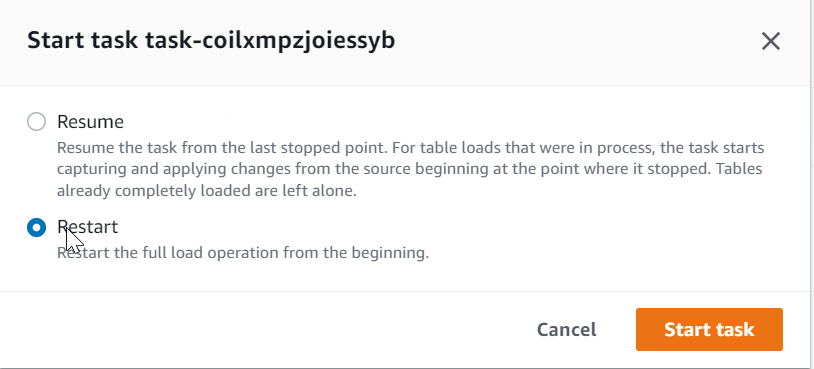 Start task task-coilxmpzjoiessyb
Resume
Resume the task from the last stopped point. For table loads that were in process, the task starts
capturing and applying changes from the source beginning at the point where it stopped. Tables
already completely loaded are left alone.
Restart
Restart the full load operation from the beginning.
Cancel
Start task